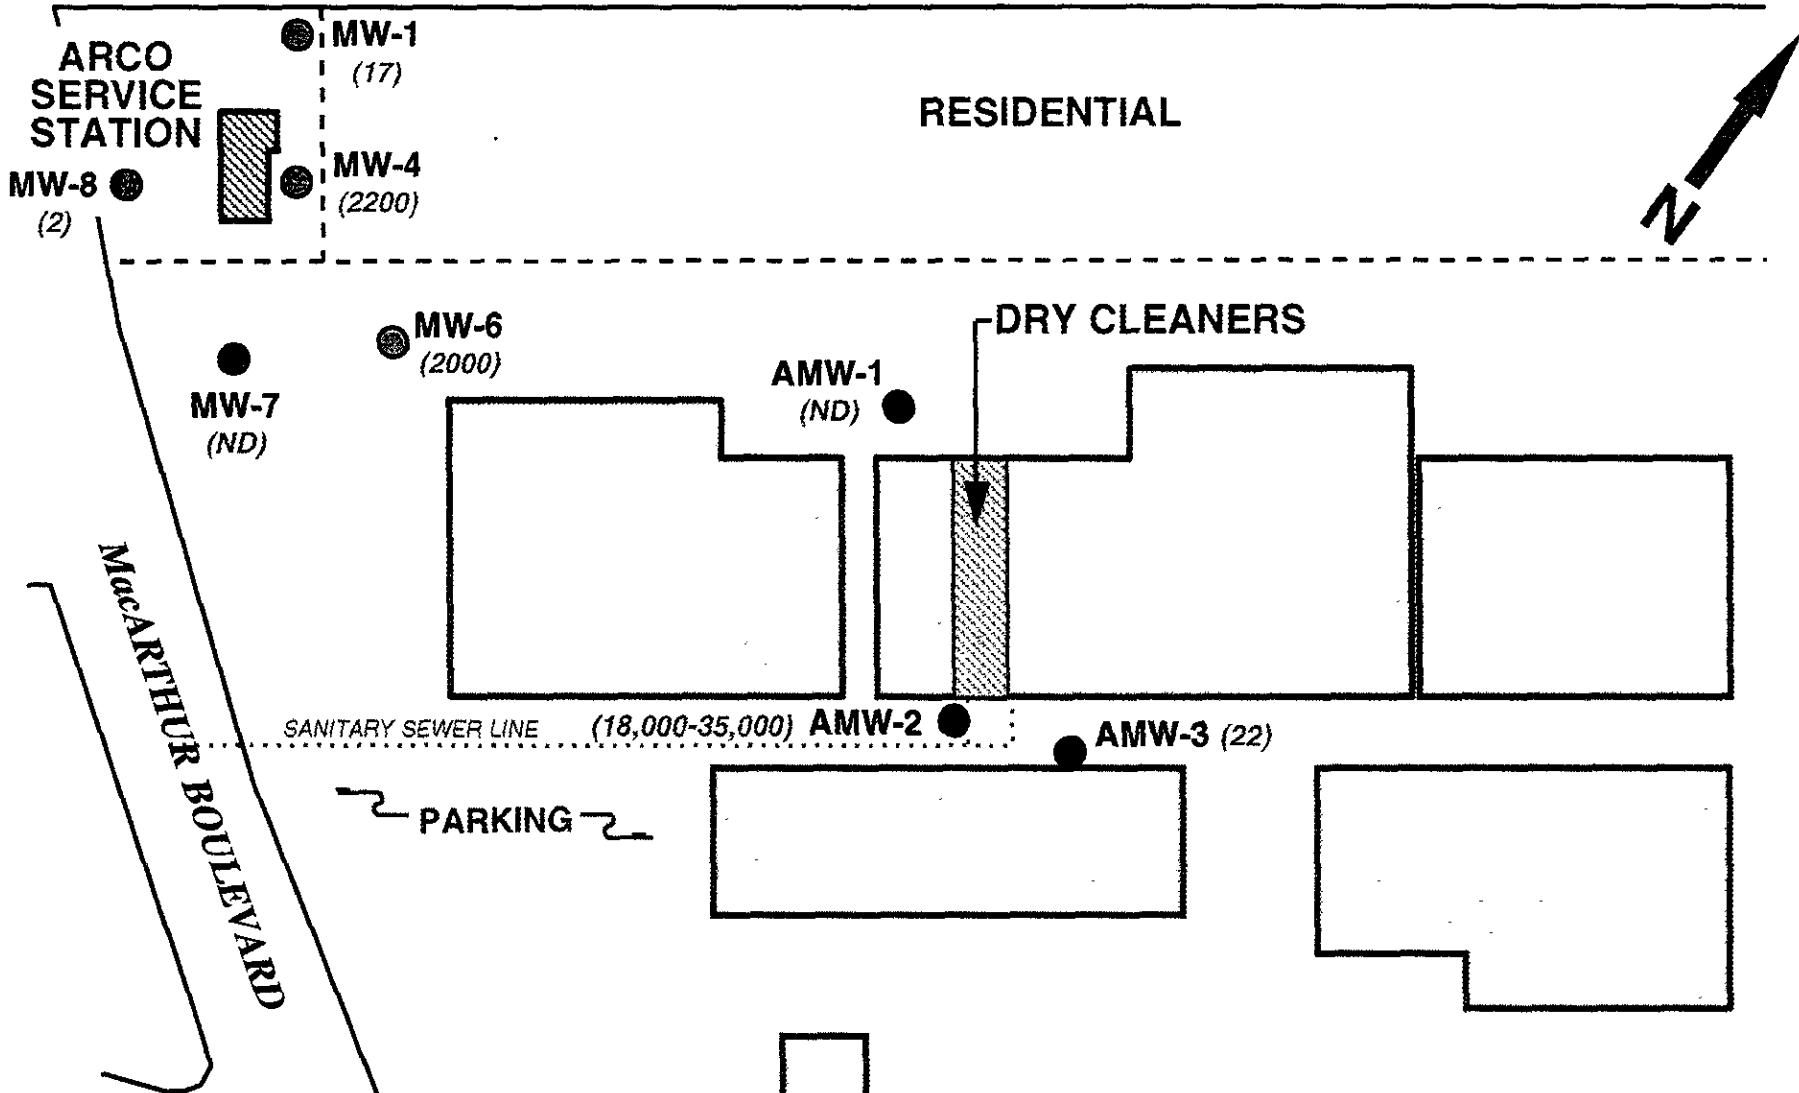 MW-1
(17)
ARCO
SERVICE
STATION
RESIDENTIAL
MW-4
(2200)
MW-8
(2)
N
MW-6
(2000)
DRY CLEANERS
AMW-1
(ND)
MW-7
(ND)
MacARTHUR BOULEVARD
SANITARY SEWER LINE
(18,000-35,000) AMW-2
AMW-3 (22)
PARKING